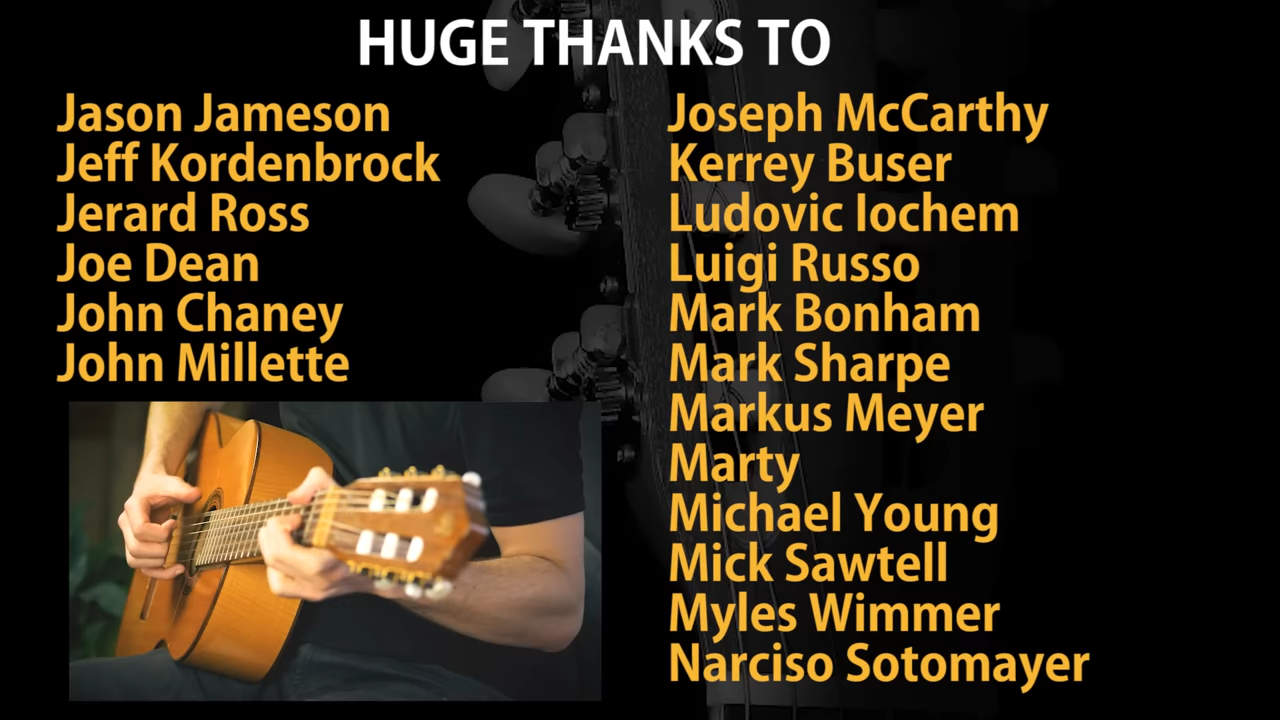 HUGE THANKS TO
Jason Jameson
Jeff Kordenbrock
Jerard Ross
Joe Dean
John Chaney
John Millette
Joseph McCarthy
Kerrey Buser
Ludovic Iochem
Luigi Russo
Mark Bonham
Mark Sharpe
Markus Meyer
Marty
Michael Young
Mick Sawtell
Myles Wimmer
Narciso Sotomayer